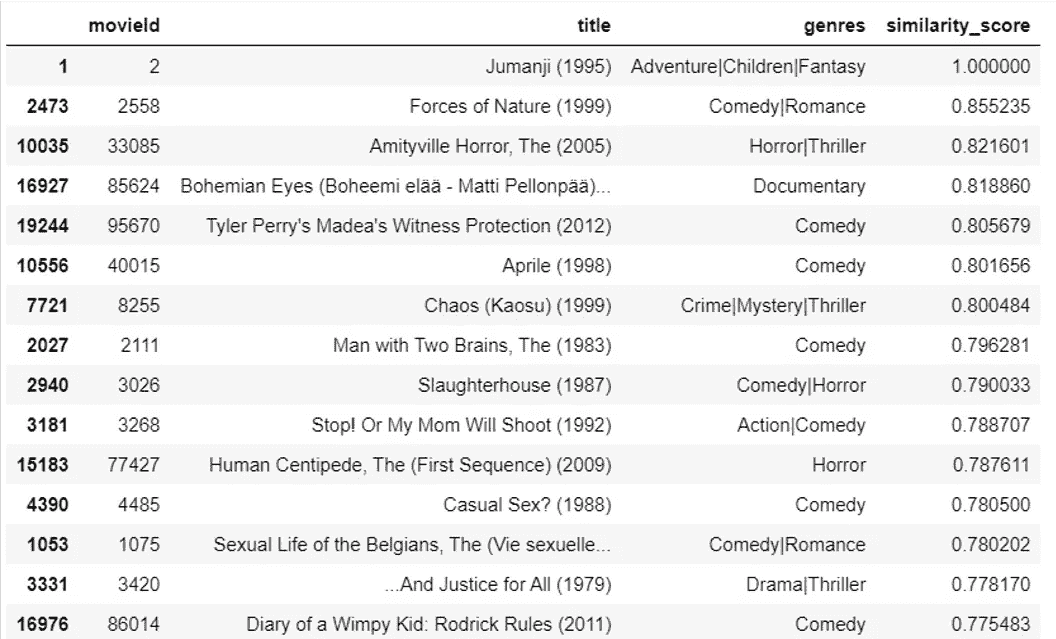 movieId title genres similarity_score
1 2 Jumanji (1995) Adventure|Children|Fantasy 1.000000
2473 2558 Forces of Nature (1999) Comedy|Romance 0.855235
10035 33085 Amityville Horror, The (2005) Horror|Thriller 0.821601
16927 85624 Bohemian Eyes (Boheemi elää - Matti Pellonpää)... Documentary 0.818860
19244 95670 Tyler Perry's Madea's Witness Protection (2012) Comedy 0.805679
10556 40015 Aprile (1998) Comedy 0.801656
7721 8255 Chaos (Kaosu) (1999) Crime|Mystery|Thriller 0.800484
2027 2111 Man with Two Brains, The (1983) Comedy 0.796281
2940 3026 Slaughterhouse (1987) Comedy|Horror 0.790033
3181 3268 Stop! Or My Mom Will Shoot (1992) Action|Comedy 0.788707
15183 77427 Human Centipede, The (First Sequence) (2009) Horror 0.787611
4390 4485 Casual Sex? (1988) Comedy 0.780500
1053 1075 Sexual Life of the Belgians, The (Vie sexuelle... Comedy|Romance 0.780202
3331 3420 ...And Justice for All (1979) Drama|Thriller 0.778170
16976 86014 Diary of a Wimpy Kid: Rodrick Rules (2011) Comedy 0.775483